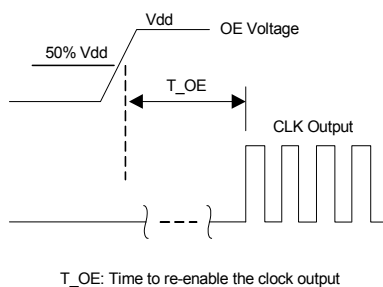 Vdd
OE Voltage
50% Vdd
T_OE
CLK Output
T_OE: Time to re-enable the clock output